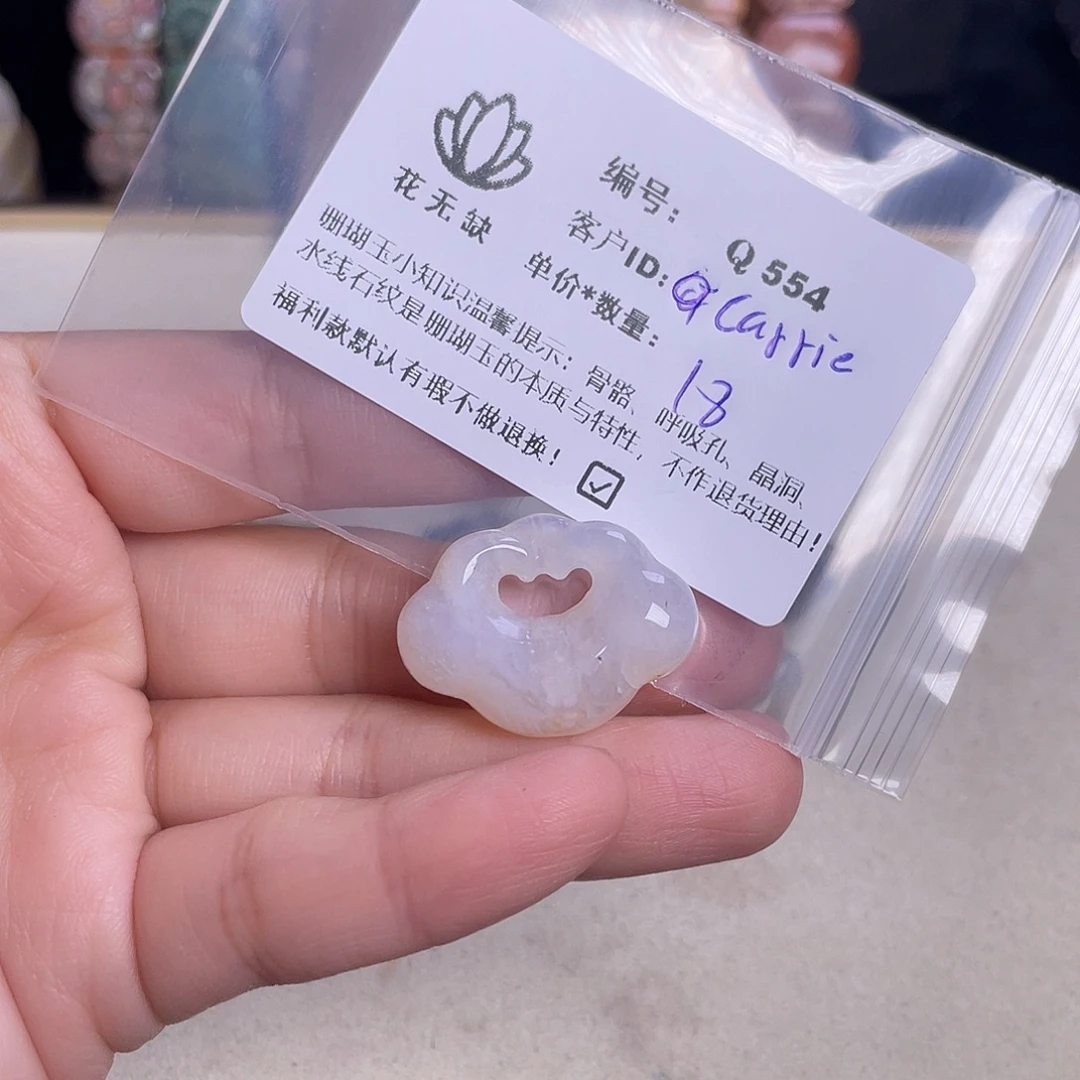 花无缺
编号： Q 554
客户ID: @Carrie
单价*数量： 18
珊瑚玉小知识温馨提示：骨骼、呼吸孔、晶洞、
水线石纹是珊瑚玉的本质与特性，不作退货理由！
福利款默认有瑕不做退换！